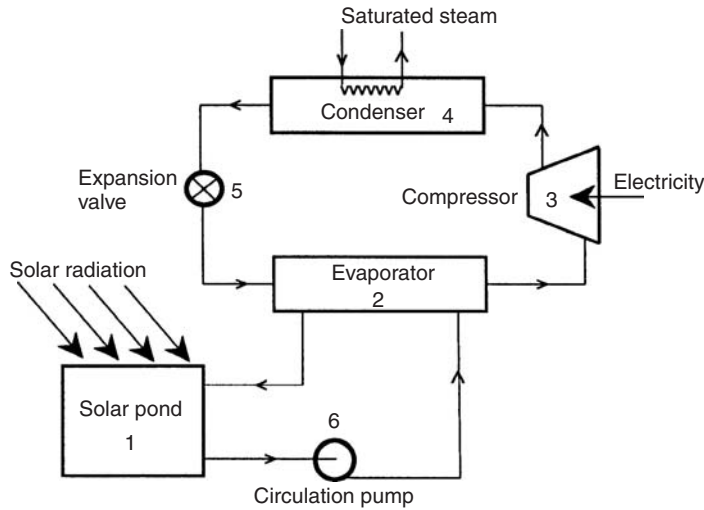 Saturated steam
Condenser 4
Expansion
valve
5
Compressor
3
Electricity
Solar radiation
Evaporator
2
Solar pond
1
6
Circulation pump